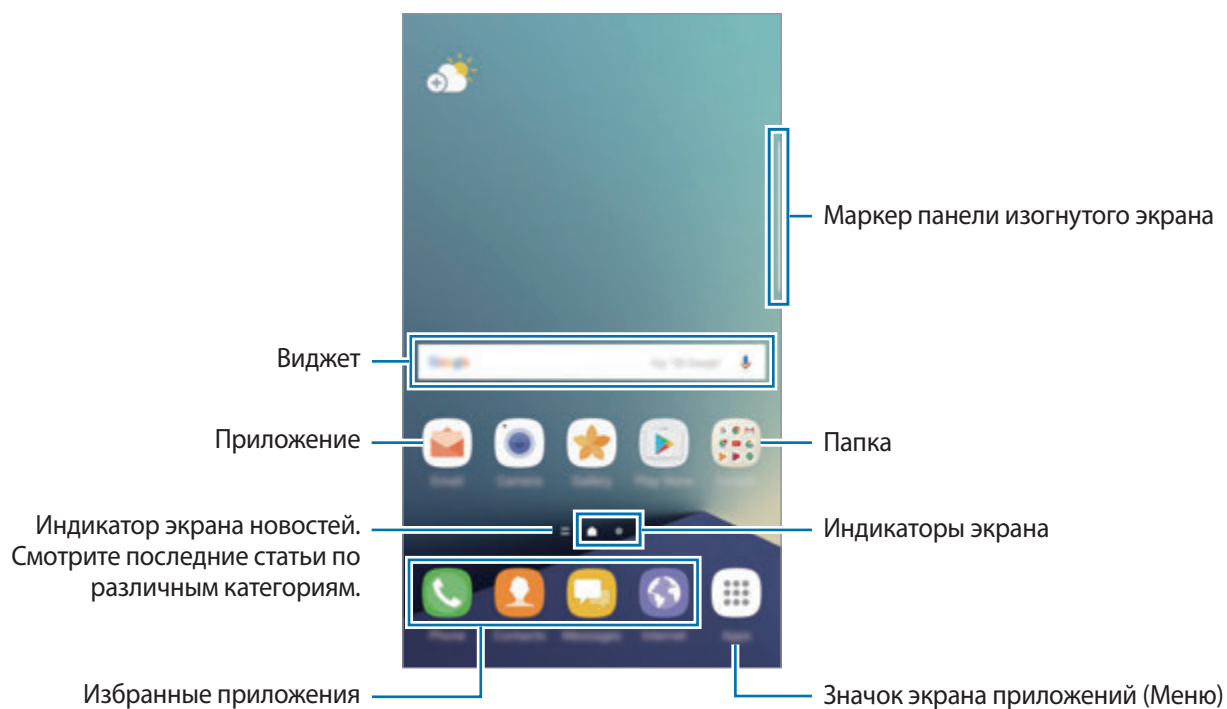 Маркер панели изогнутого экрана
Виджет
Приложение
Папка
Индикатор экрана новостей.
Смотрите последние статьи по
различным категориям.
Индикаторы экрана
Избранные приложения
Значок экрана приложений (Меню)